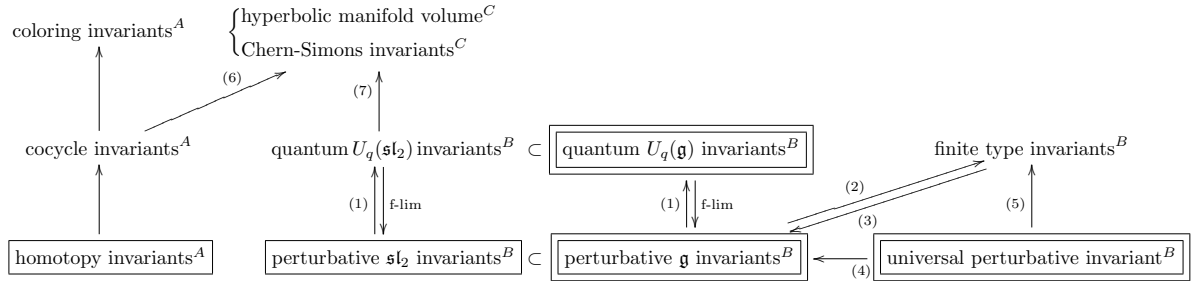 coloring invariants^A
hyperbolic manifold volume^C
Chern-Simons invariants^C
(6)
(7)
cocycle invariants^A
quantum U_q(𝔰𝔩_2) invariants^B ⊂ quantum U_q(𝔤) invariants^B
finite type invariants^B
(1) f-lim
(1) f-lim
(2)
(3)
(5)
homotopy invariants^A
perturbative 𝔰𝔩_2 invariants^B ⊂ perturbative 𝔤 invariants^B
(4)
universal perturbative invariant^B